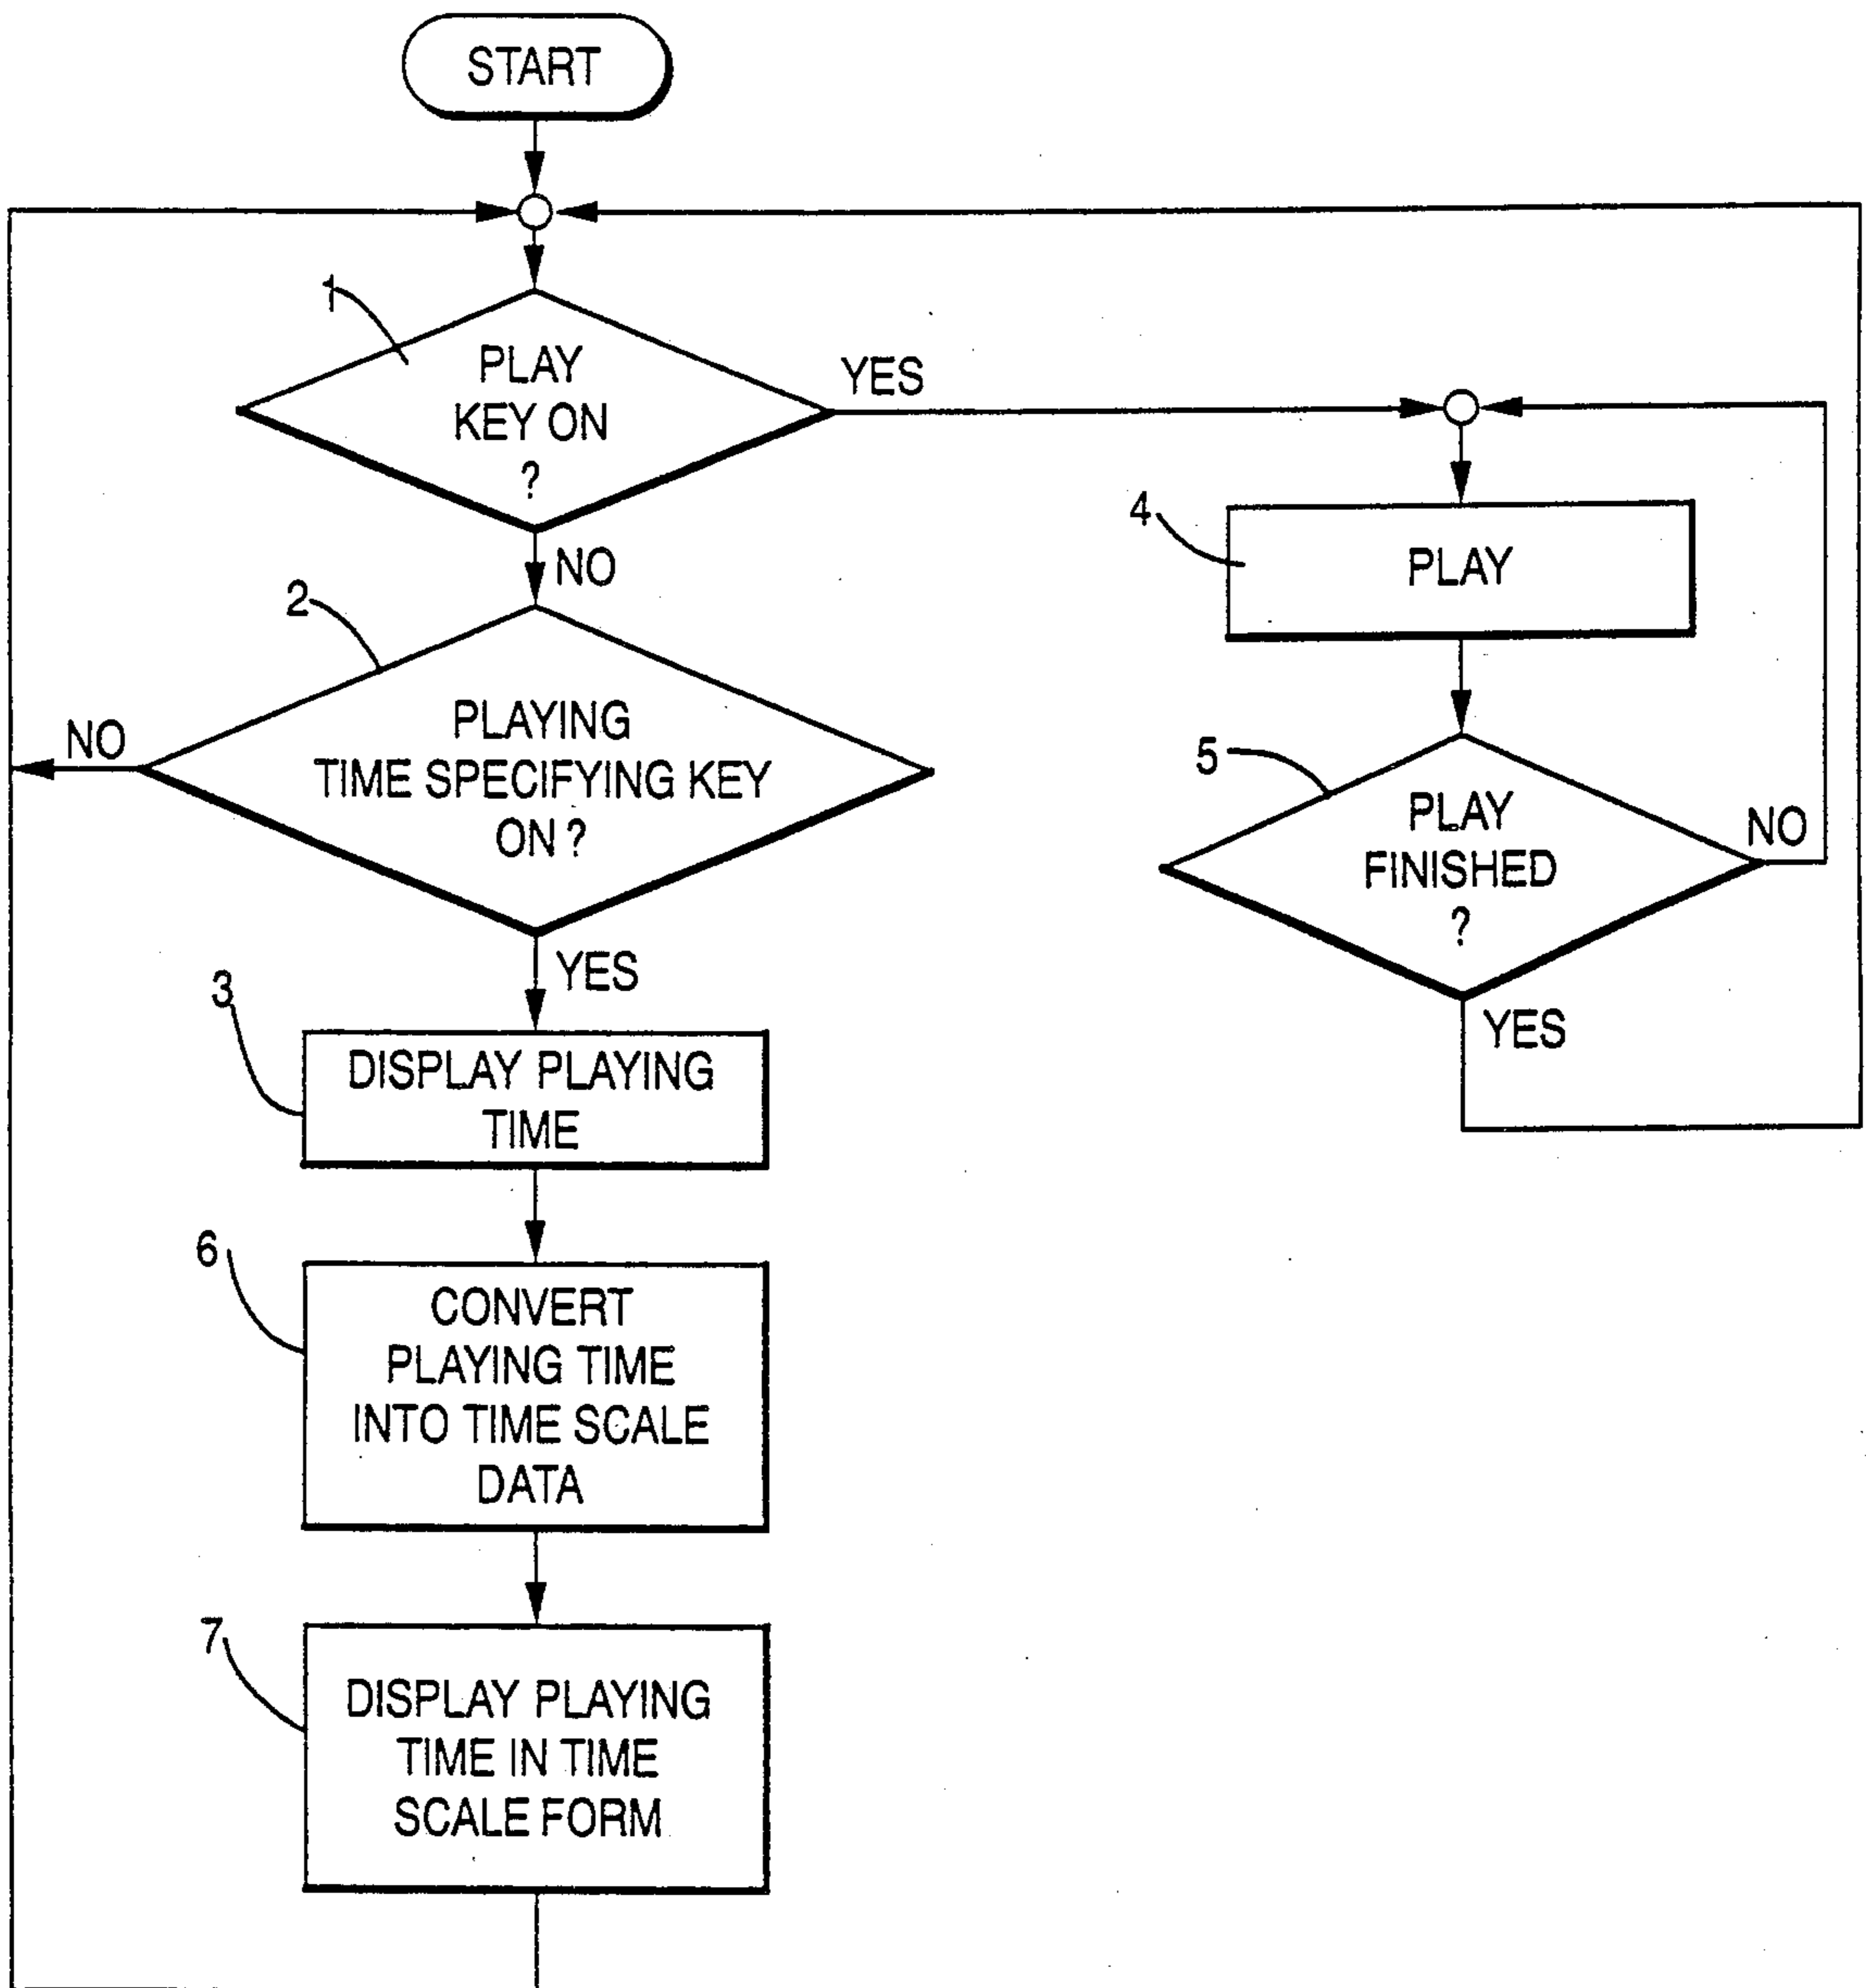 START
1
PLAY
KEY ON
?
YES
NO
2
PLAYING
TIME SPECIFYING KEY
ON ?
NO
YES
3
DISPLAY PLAYING
TIME
6
CONVERT
PLAYING TIME
INTO TIME SCALE
DATA
7
DISPLAY PLAYING
TIME IN TIME
SCALE FORM
4
PLAY
5
PLAY
FINISHED
?
NO
YES